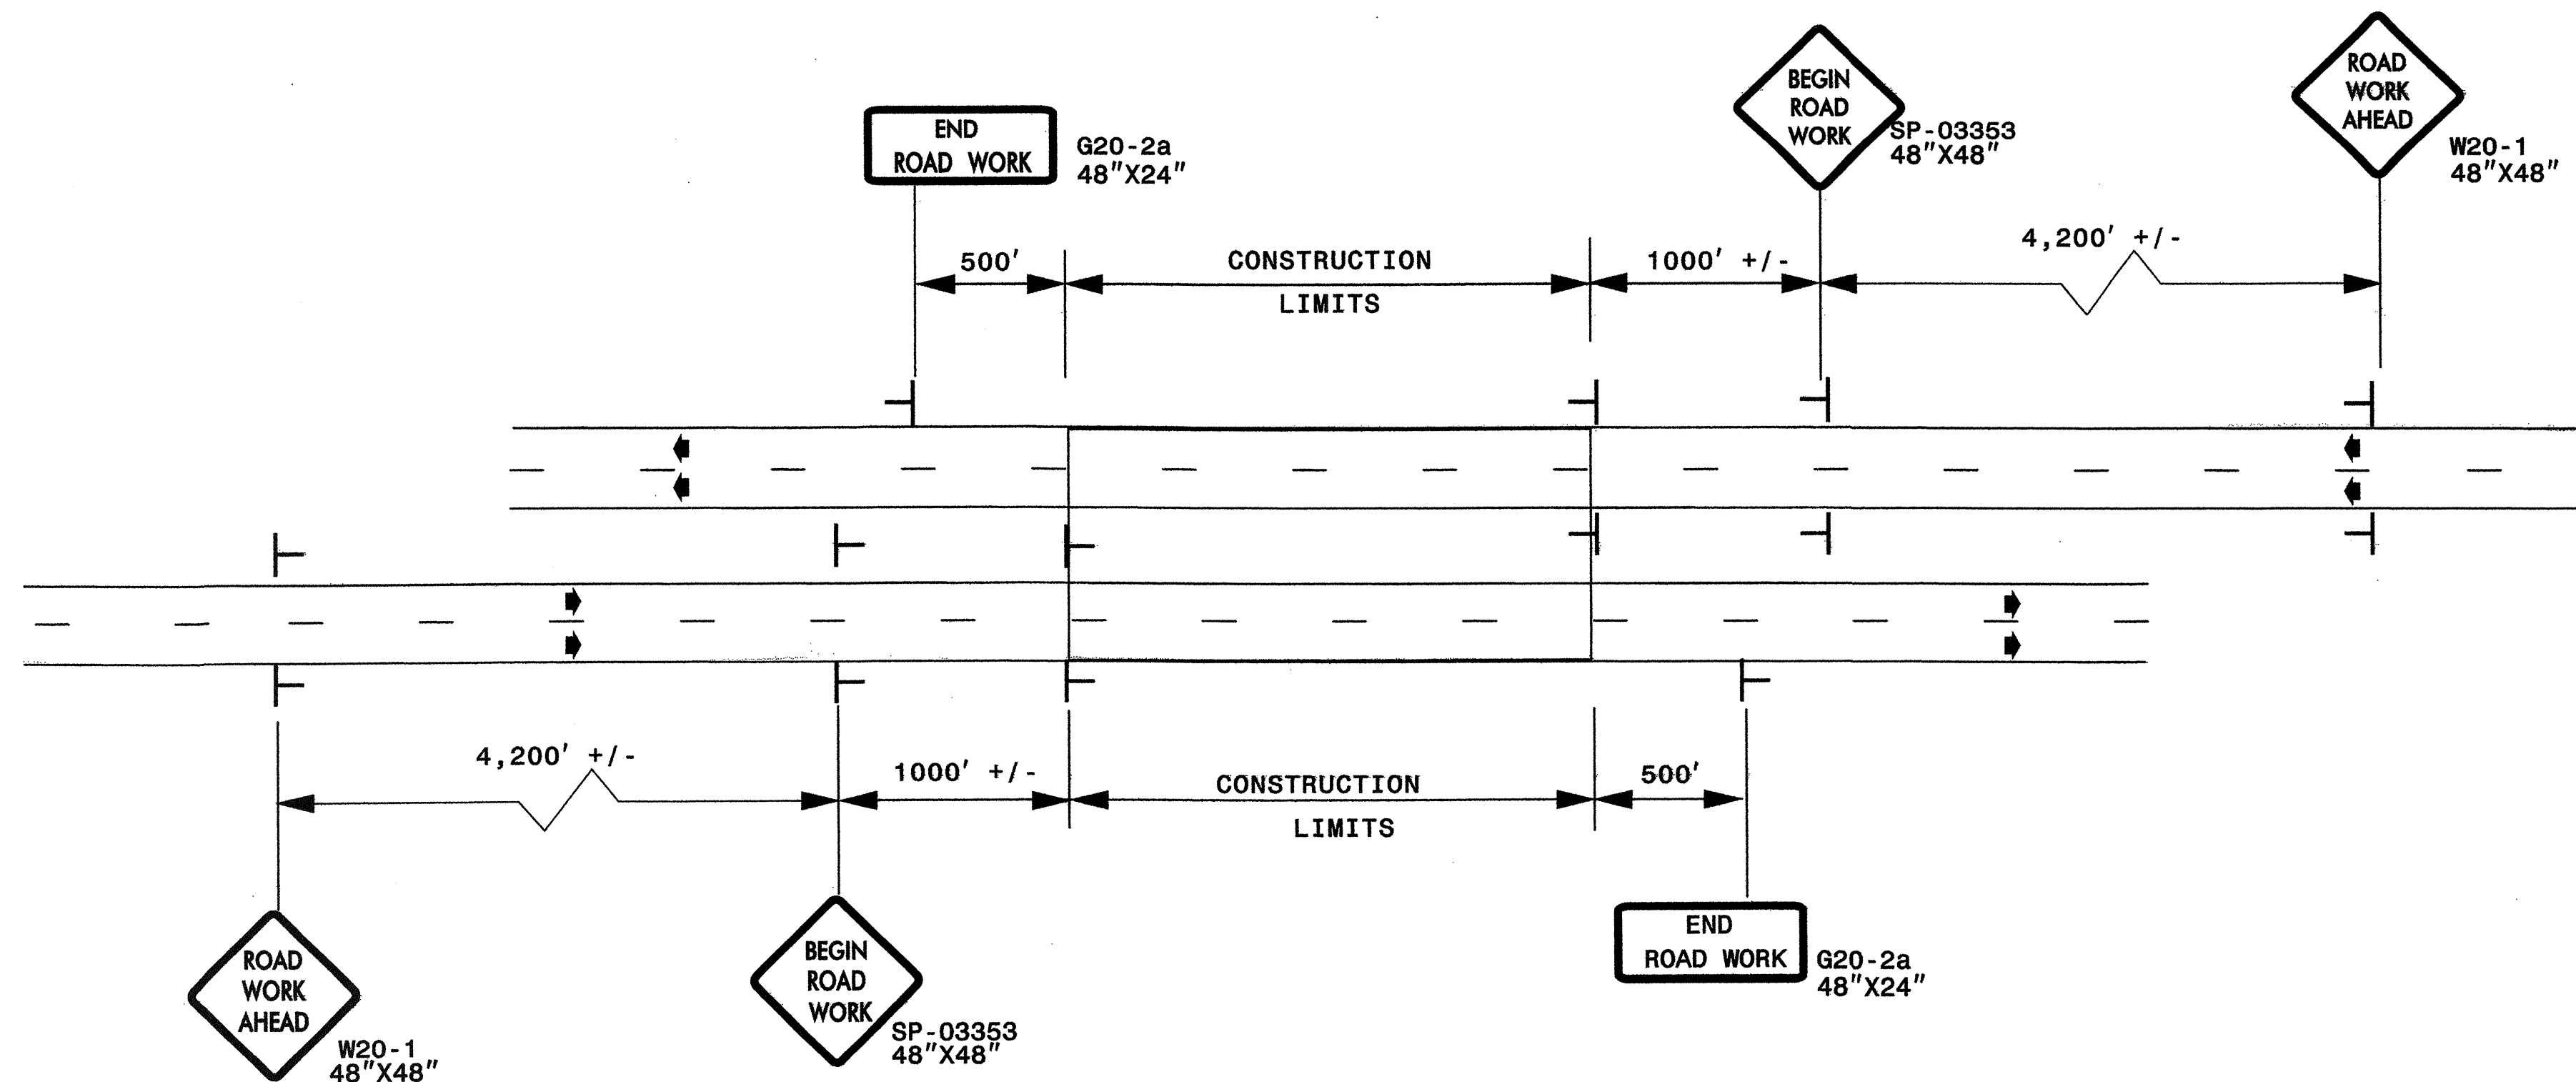 ROAD
WORK
AHEAD
W20-1
48"X48"
BEGIN
ROAD
WORK
SP-03353
48"X48"
END
ROAD WORK
G20-2a
48"X24"
500'
CONSTRUCTION
LIMITS
1000' +/-
4,200' +/-
4,200' +/-
1000' +/-
CONSTRUCTION
LIMITS
500'
ROAD
WORK
AHEAD
W20-1
48"X48"
BEGIN
ROAD
WORK
SP-03353
48"X48"
END
ROAD WORK
G20-2a
48"X24"